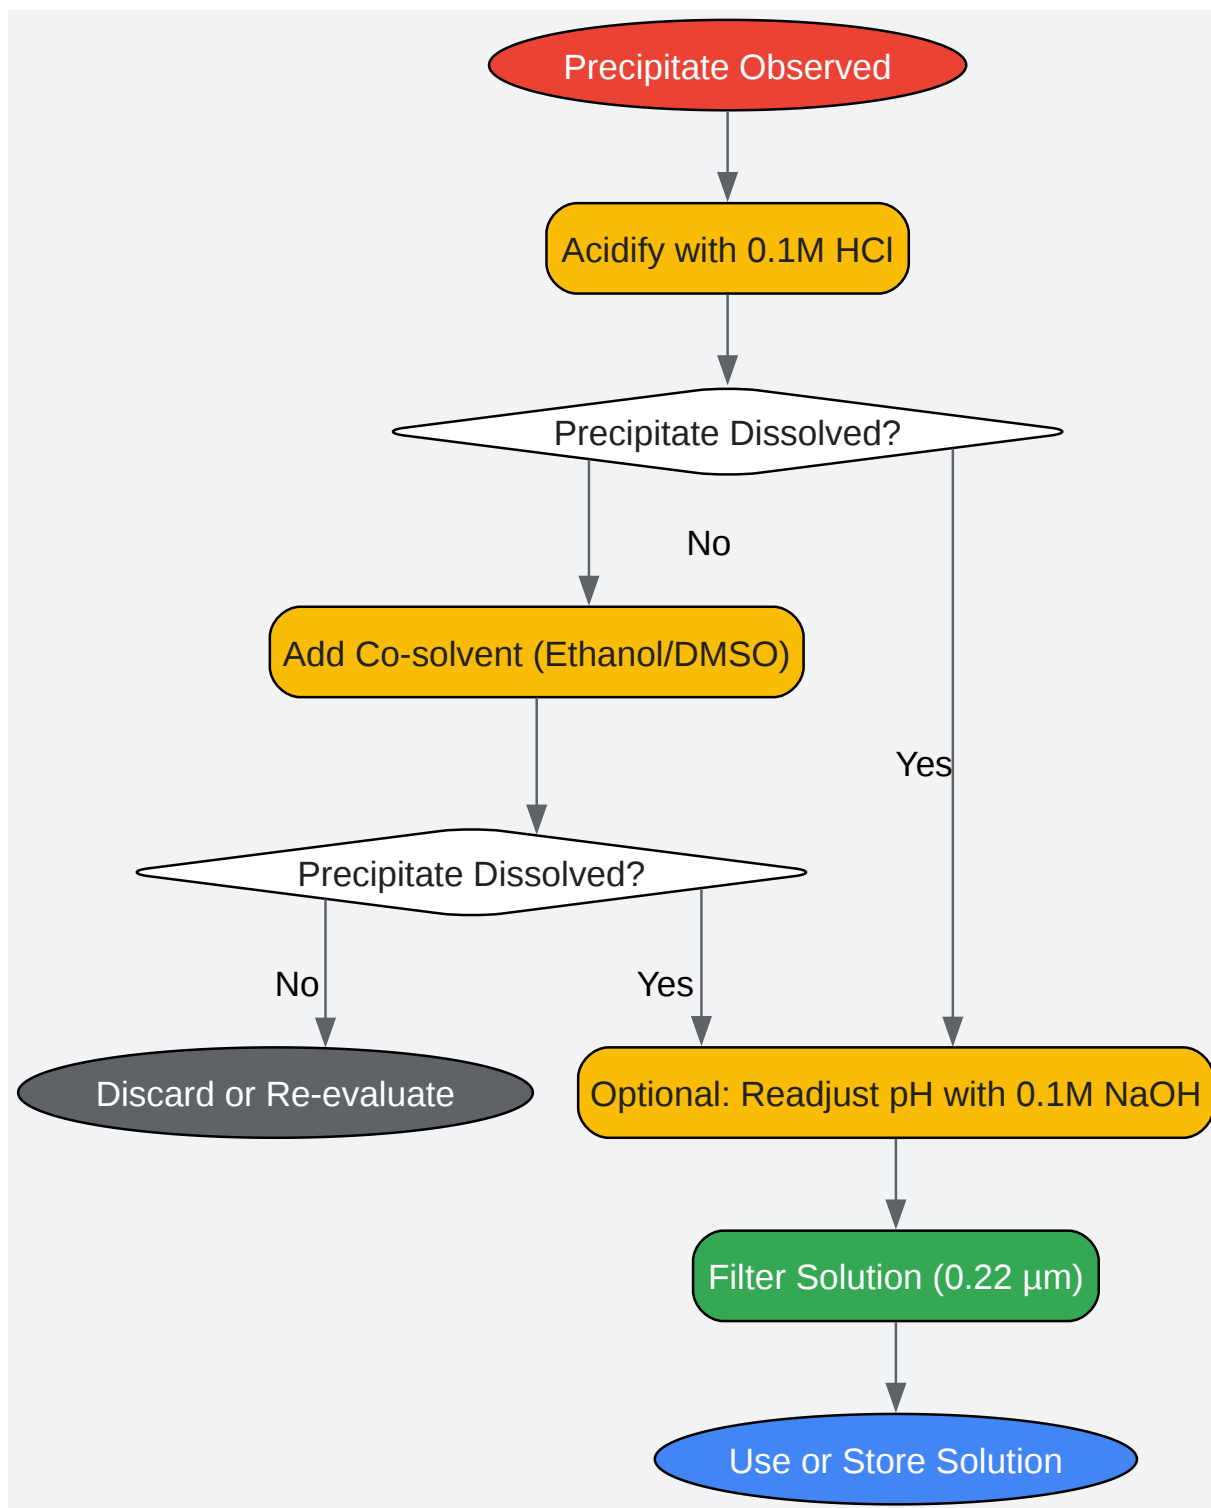 Precipitate Observed
Acidify with 0.1M HCl
Precipitate Dissolved?
No
Add Co-solvent (Ethanol/DMSO)
Yes
Precipitate Dissolved?
No
Yes
Discard or Re-evaluate
Optional: Readjust pH with 0.1M NaOH
Filter Solution (0.22 µm)
Use or Store Solution